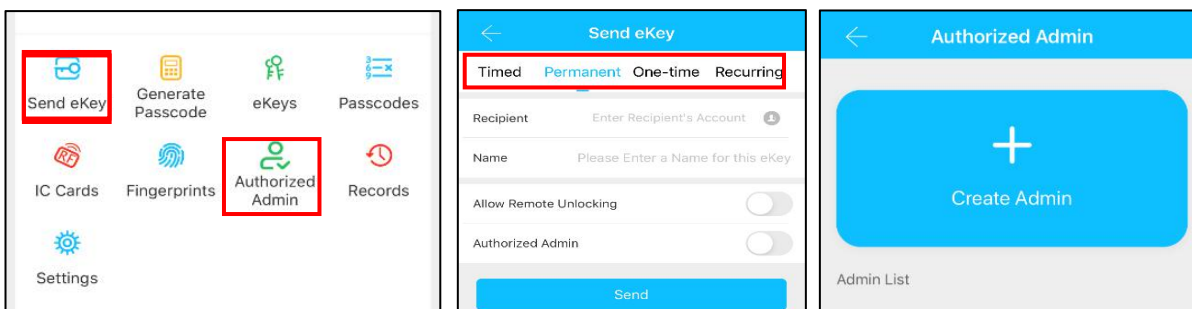 Send eKey
Generate
Passcode
eKeys
Passcodes
IC Cards
Fingerprints
Authorized
Admin
Records
Settings
Send eKey
Timed Permanent One-time Recurring
Recipient Enter Recipient's Account
Name Please Enter a Name for this eKey
Allow Remote Unlocking
Authorized Admin
Send
Authorized Admin
Create Admin
Admin List